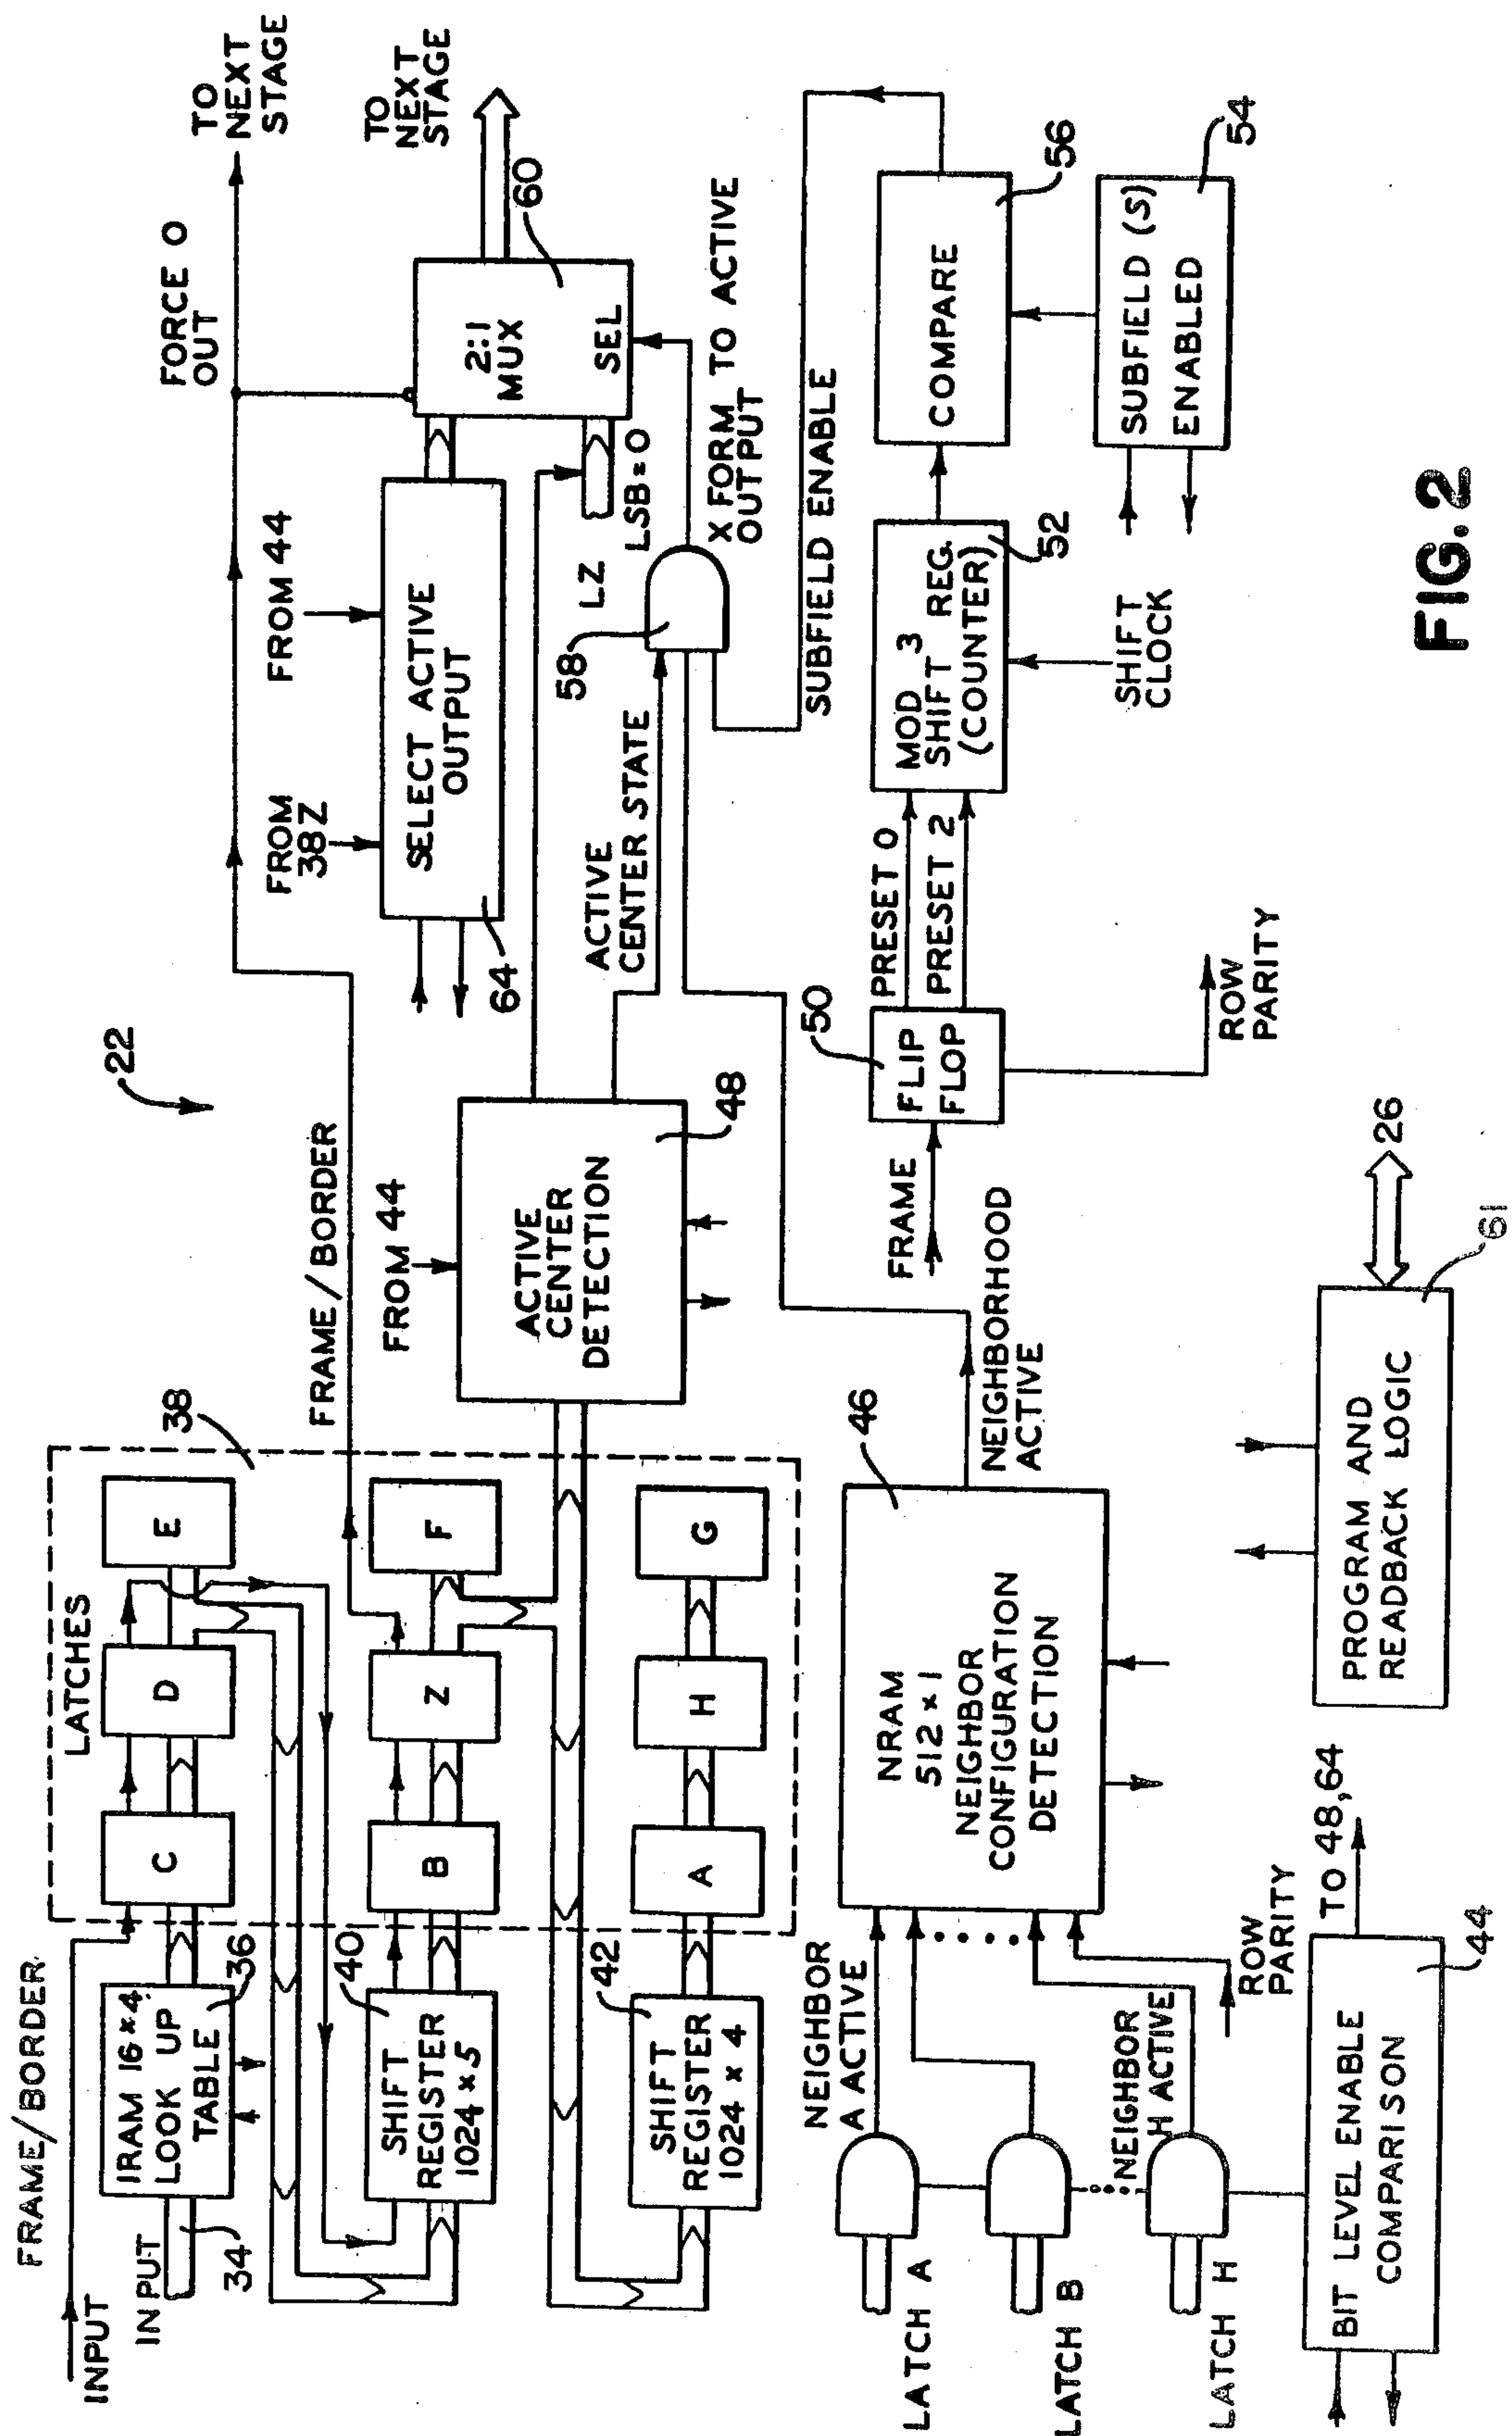 FRAME/BORDER
INPUT
INPUT
34
IRAM 16×4
LOOK UP
TABLE
36
LATCHES
38
C
D
E
SHIFT
REGISTER
1024 × 5
40
B
Z
F
SHIFT
REGISTER
1024 × 4
42
A
H
G
FRAME/BORDER
22
FROM 44
ACTIVE
CENTER
DETECTION
48
FROM
38Z
FROM 44
SELECT ACTIVE
OUTPUT
64
FORCE 0
OUT
TO
NEXT
STAGE
2:1
MUX
SEL
60
TO
NEXT
STAGE
LZ
LSB=0
ACTIVE
CENTER STATE
58
X FORM TO ACTIVE
OUTPUT
SUBFIELD ENABLE
LATCH A
LATCH B
LATCH H
NEIGHBOR
A ACTIVE
NEIGHBOR
H ACTIVE
ROW
PARITY
NRAM
512 × 1
NEIGHBOR
CONFIGURATION
DETECTION
46
NEIGHBORHOOD
ACTIVE
FRAME
FLIP
FLOP
50
PRESET 0
PRESET 2
ROW
PARITY
MOD 3
SHIFT REG.
(COUNTER)
52
SHIFT
CLOCK
COMPARE
56
SUBFIELD (S)
ENABLED
54
BIT LEVEL ENABLE
COMPARISON
44
TO 48,64
PROGRAM AND
READBACK LOGIC
61
26
FIG.2